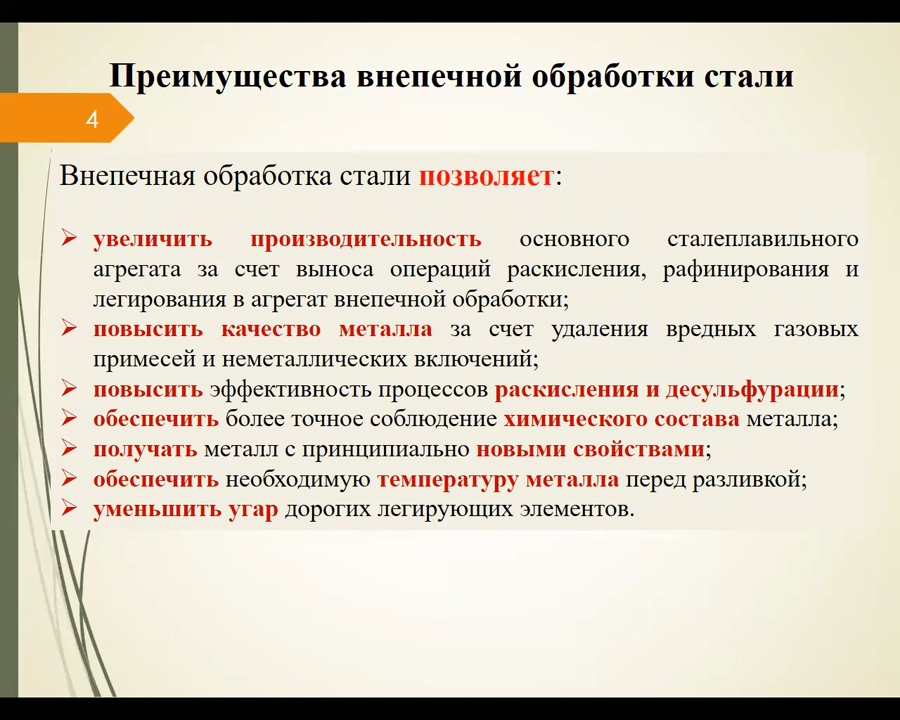 Преимущества внепечной обработки стали
4
Внепечная обработка стали позволяет:
увеличить производительность основного сталеплавильного
агрегата за счет выноса операций раскисления, рафинирования и
легирования в агрегат внепечной обработки;
повысить качество металла за счет удаления вредных газовых
примесей и неметаллических включений;
повысить эффективность процессов раскисления и десульфурации;
обеспечить более точное соблюдение химического состава металла;
получать металл с принципиально новыми свойствами;
обеспечить необходимую температуру металла перед разливкой;
уменьшить угар дорогих легирующих элементов.